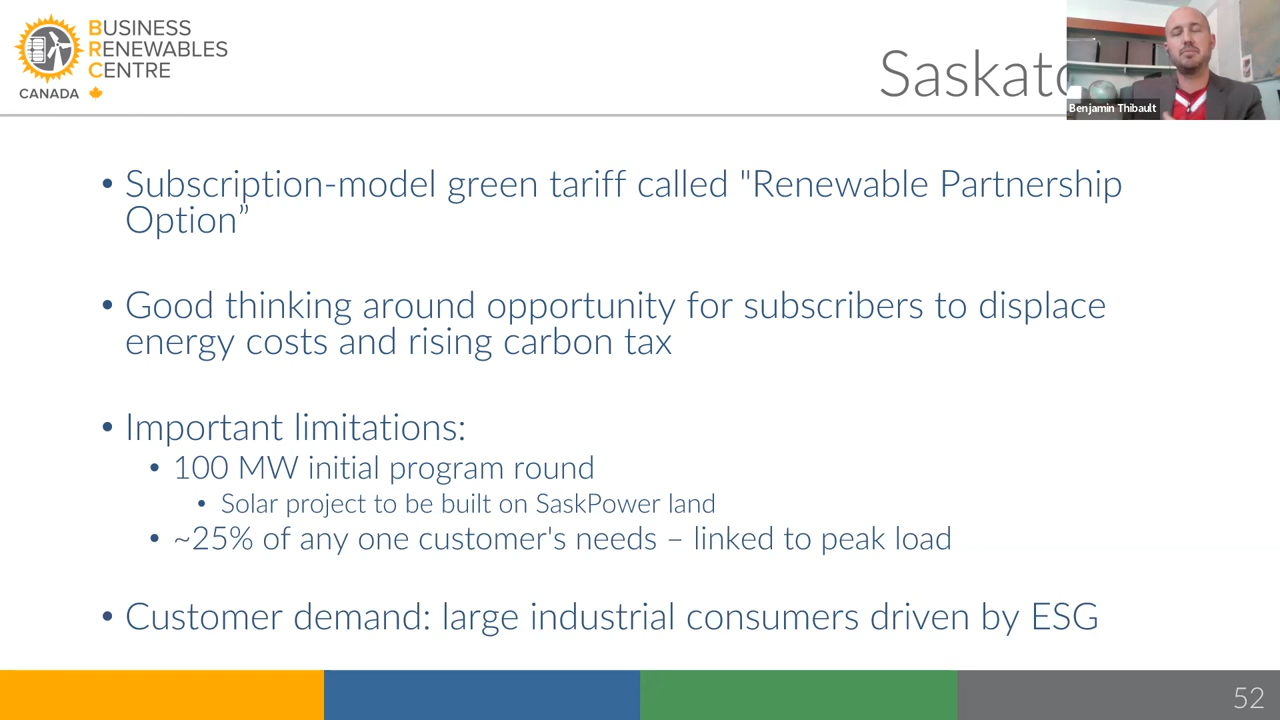 BUSINESS
RENEWABLES
CENTRE
CANADA
Benjamin Thibault
• Subscription-model green tariff called "Renewable Partnership
Option”
• Good thinking around opportunity for subscribers to displace
energy costs and rising carbon tax
• Important limitations:
• 100 MW initial program round
• Solar project to be built on SaskPower land
• ~25% of any one customer's needs – linked to peak load
• Customer demand: large industrial consumers driven by ESG
52